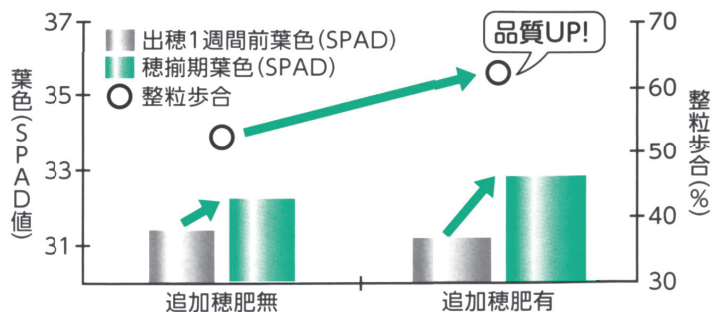 出穂1週間前葉色(SPAD)
穂揃期葉色(SPAD)
整粒歩合
品質UP!
葉色(SPAD値)
37
35
33
31
整粒歩合(%)
70
60
50
40
30
追加穂肥無
追加穂肥有